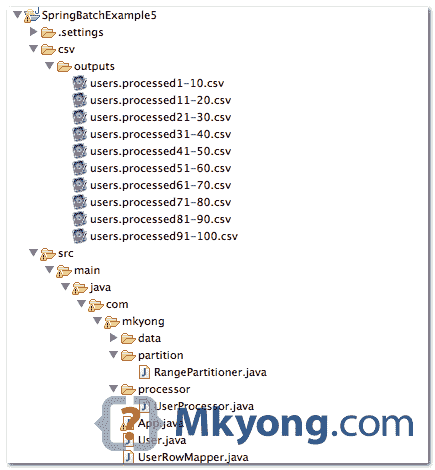 SpringBatchExample5
.settings
csv
outputs
users.processed1-10.csv
users.processed11-20.csv
users.processed21-30.csv
users.processed31-40.csv
users.processed41-50.csv
users.processed51-60.csv
users.processed61-70.csv
users.processed71-80.csv
users.processed81-90.csv
users.processed91-100.csv
src
main
java
com
mkyong
data
partition
RangePartitioner.java
processor
UserProcessor.java
App.java
User.java
UserRowMapper.java
Mkyong.com